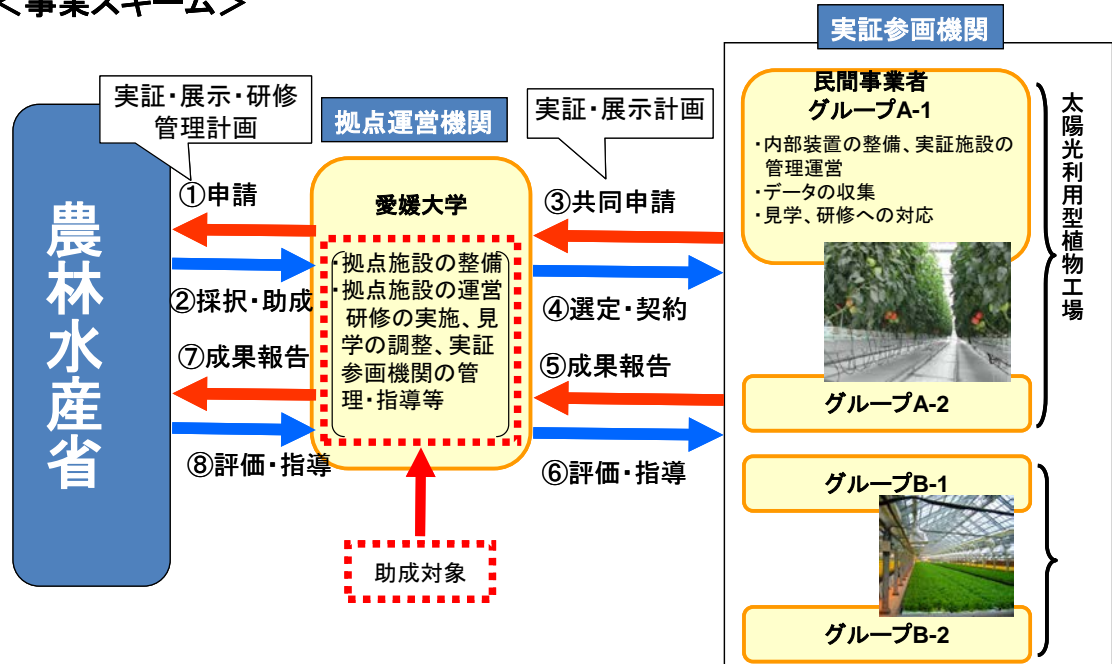 ＜事業スキーム＞
農林水産省
実証・展示・研修
管理計画
①申請
②採択・助成
⑦成果報告
⑧評価・指導
拠点運営機関
愛媛大学
・拠点施設の整備
・拠点施設の運営
研修の実施、見
学の調整、実証
参画機関の管
理・指導等
助成対象
実証・展示計画
③共同申請
④選定・契約
⑤成果報告
⑥評価・指導
実証参画機関
民間事業者
グループA-1
・内部装置の整備、実証施設の
管理運営
・データの収集
・見学、研修への対応
グループA-2
グループB-1
グループB-2
太陽光利用型植物工場